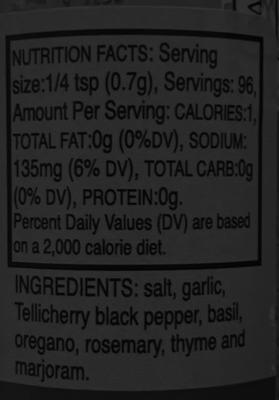 NUTRITION FACTS: Serving
size:1/4 tsp (0.7g), Servings: 96,
Amount Per Serving: CALORIES:1,
TOTAL FAT:0g (0%DV), SODIUM:
135mg (6% DV), TOTAL CARB:0g
(0% DV), PROTEIN:0g.
Percent Daily Values (DV) are based
on a 2,000 calorie diet.
INGREDIENTS: salt, garlic,
Tellicherry black pepper, basil,
oregano, rosemary, thyme and
marjoram.